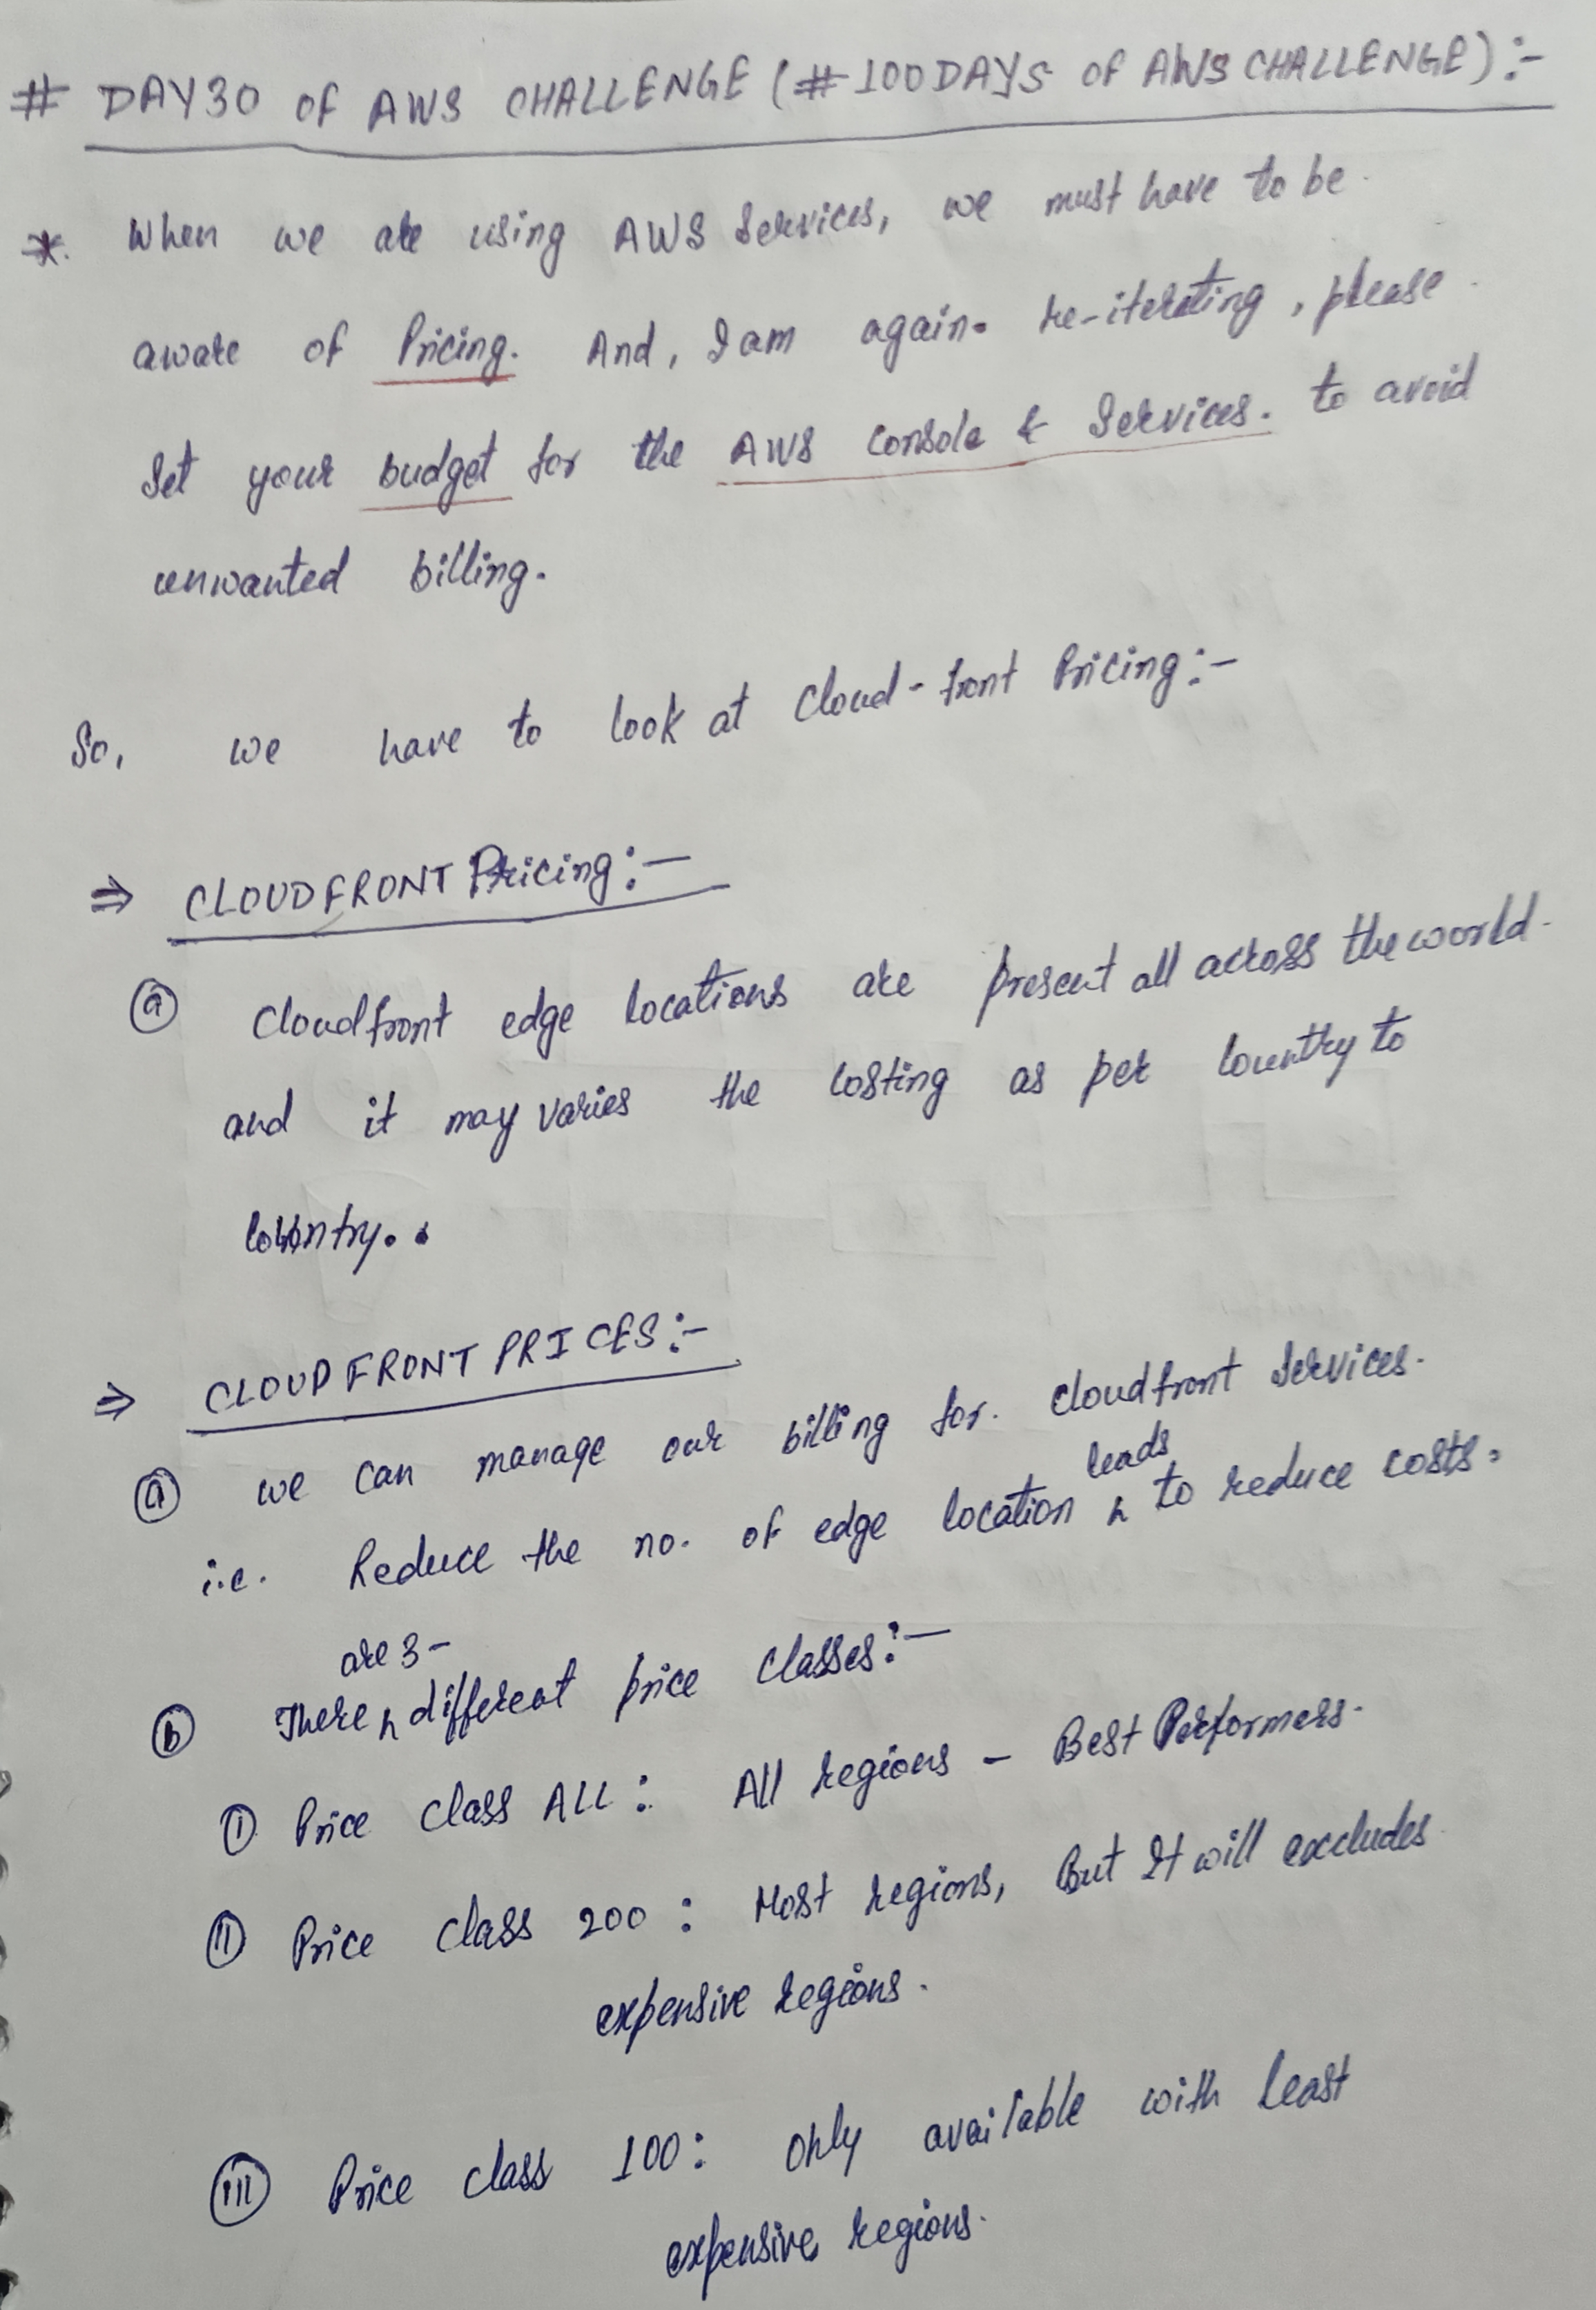 # DAY30 OF AWS CHALLENGE (#100DAYS OF AWS CHALLENGE):-
*. When we are using AWS Services, we must have to be.
aware of Pricing. And, I am again. re-iterating, please.
Set your budget for the AWS Console & Services. to avoid
unwanted billing.
So, we have to look at Cloud-front Pricing:-
⇒ CLOUDFRONT Pricing:-
ⓐ Cloudfront edge locations are present all across the world.
and it may varies the costing as per country to
country..
⇒ CLOUDFRONT PRICES:-
ⓐ we can manage our billing for. Cloudfront Services.
i.e. Reduce the no. of edge location leads to reduce costs.
ⓑ There are 3- different price classes:-
ⓘ Price Class ALL: All regions - Best Performers.
(II) Price Class 200: Most regions, But It will excludes
expensive regions.
(III) Price class 100: Only available with least
expensive regions.